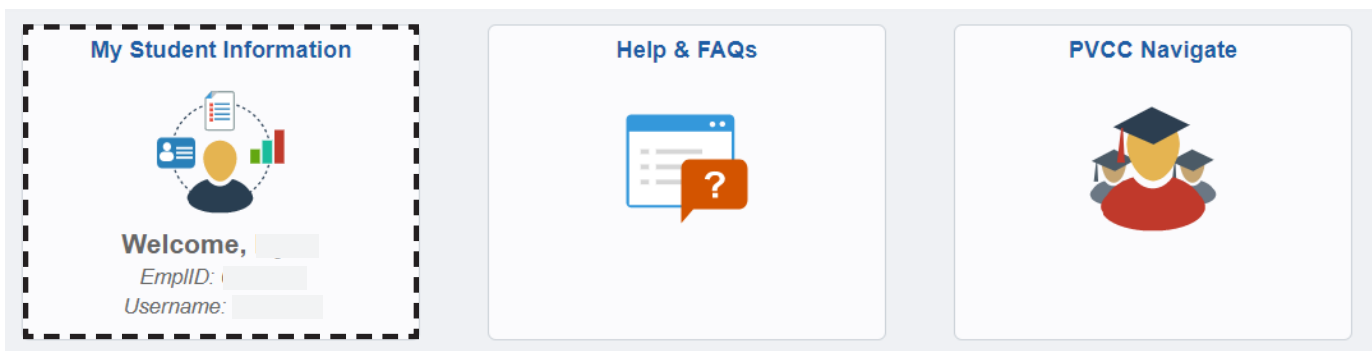 My Student Information
Welcome,
EmplID:
Username:
Help & FAQs
?
PVCC Navigate